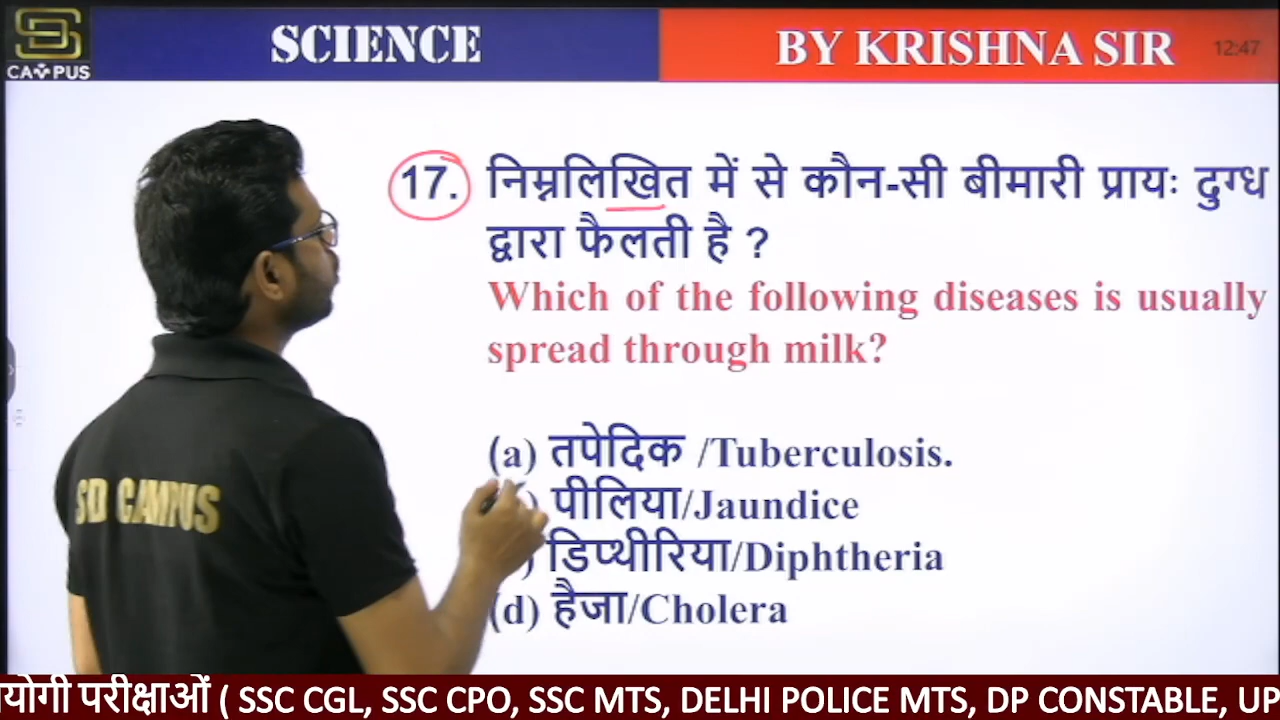 SCIENCE
BY KRISHNA SIR
12:47
CAMPUS
17. निम्नलिखित में से कौन-सी बीमारी प्रायः दुग्ध
द्वारा फैलती है ?
Which of the following diseases is usually
spread through milk?
(a) तपेदिक /Tuberculosis.
) पीलिया/Jaundice
) डिप्थीरिया/Diphtheria
(d) हैजा/Cholera
SD CAMPUS
योगी परीक्षाओं ( SSC CGL, SSC CPO, SSC MTS, DELHI POLICE MTS, DP CONSTABLE, UP